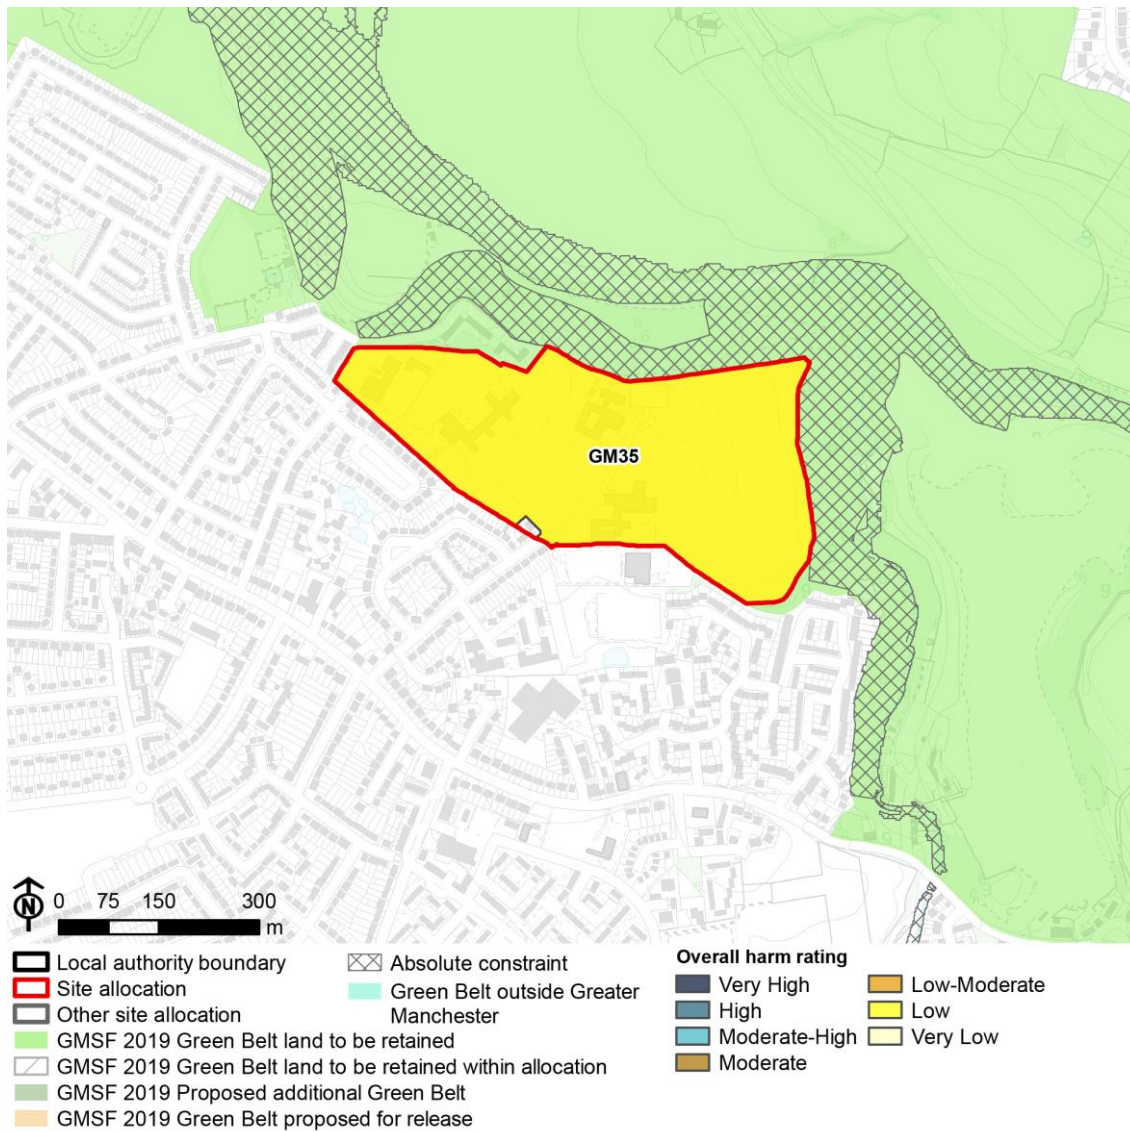 GM35
N
0 75 150 300
m
Local authority boundary
Site allocation
Other site allocation
GMSF 2019 Green Belt land to be retained
GMSF 2019 Green Belt land to be retained within allocation
GMSF 2019 Proposed additional Green Belt
GMSF 2019 Green Belt proposed for release
Absolute constraint
Green Belt outside Greater
Manchester
Overall harm rating
Very High
High
Moderate-High
Moderate
Low-Moderate
Low
Very Low